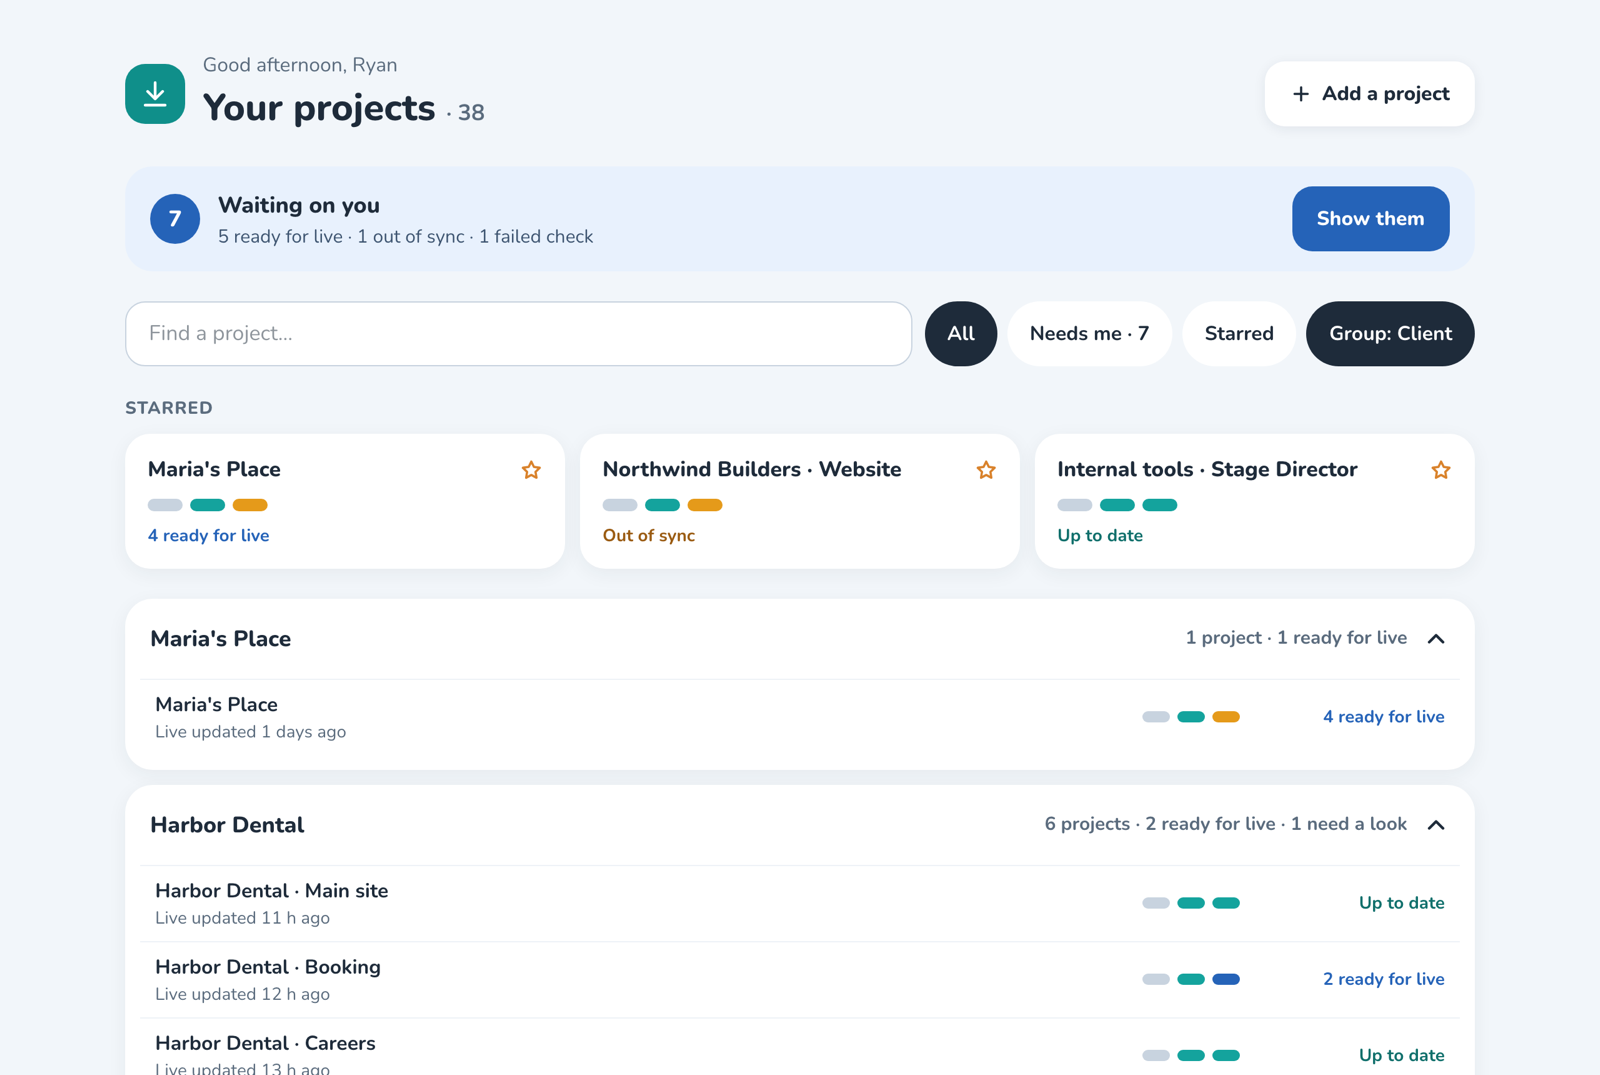 Good afternoon, Ryan
Your projects · 38
+ Add a project
7
Waiting on you
5 ready for live · 1 out of sync · 1 failed check
Show them
Find a project...
All
Needs me · 7
Starred
Group: Client
STARRED
Maria's Place
4 ready for live
Northwind Builders · Website
Out of sync
Internal tools · Stage Director
Up to date
Maria's Place
1 project · 1 ready for live
Maria's Place
Live updated 1 days ago
4 ready for live
Harbor Dental
6 projects · 2 ready for live · 1 need a look
Harbor Dental · Main site
Live updated 11 h ago
Up to date
Harbor Dental · Booking
Live updated 12 h ago
2 ready for live
Harbor Dental · Careers
Live updated 13 h ago
Up to date